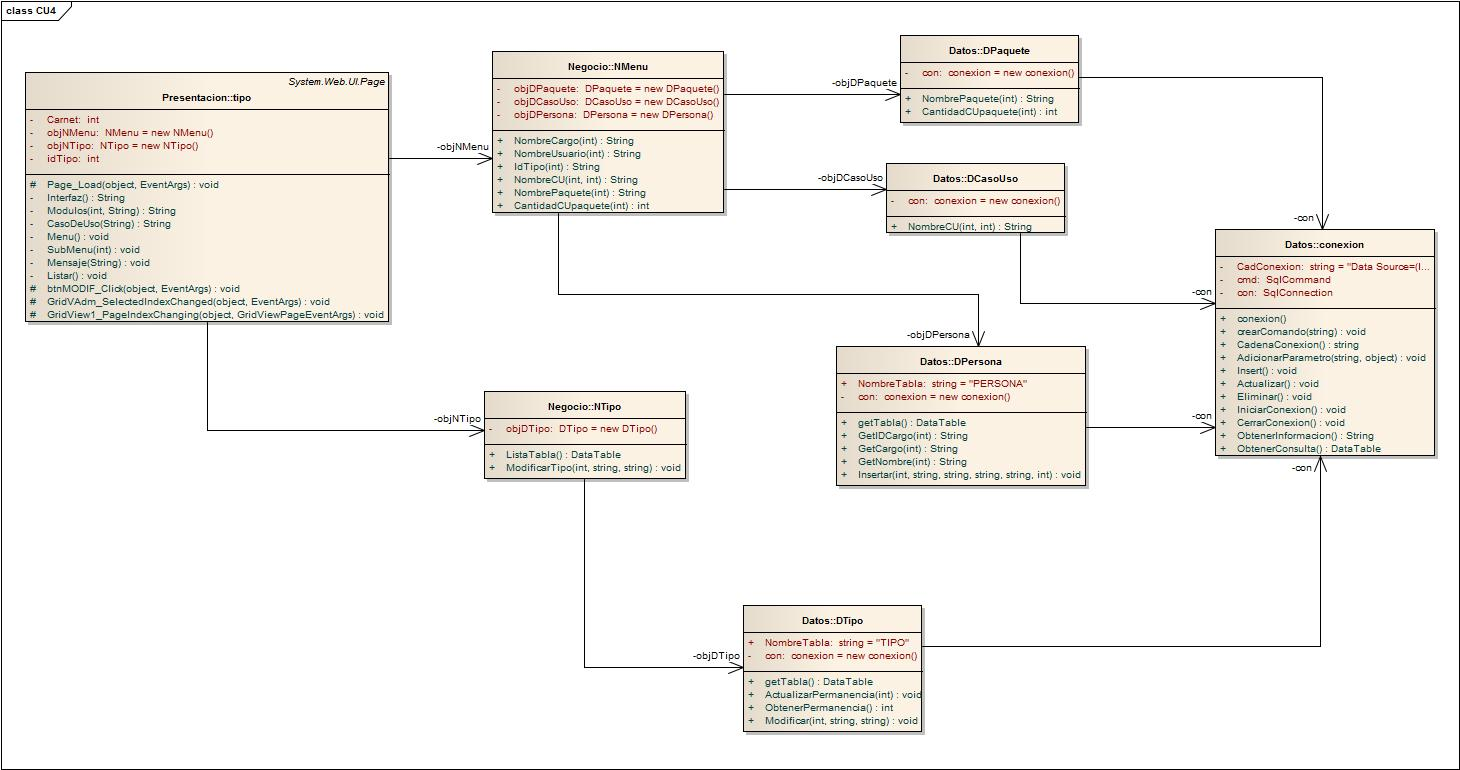 class CU4
System.Web.UI.Page
Presentacion::tipo
- Carnet: int
- objNMenu: NMenu = new NMenu()
- objNTipo: NTipo = new NTipo()
- idTipo: int
# Page_Load(object, EventArgs) : void
- Interfaz() : String
- Modulos(int, String) : String
- CasoDeUso(String) : String
- Menu() : void
- SubMenu(int) : void
- Mensaje(String) : void
- Listar() : void
# btnMODIF_Click(object, EventArgs) : void
# GridVAdm_SelectedIndexChanged(object, EventArgs) : void
# GridView1_PageIndexChanging(object, GridViewPageEventArgs) : void
-objNMenu
Negocio::NMenu
- objDPaquete: DPaquete = new DPaquete()
- objDCasoUso: DCasoUso = new DCasoUso()
- objDPersona: DPersona = new DPersona()
+ NombreCargo(int) : String
+ NombreUsuario(int) : String
+ IdTipo(int) : String
+ NombreCU(int, int) : String
+ NombrePaquete(int) : String
+ CantidadCUpaquete(int) : int
-objDPaquete
Datos::DPaquete
- con: conexion = new conexion()
+ NombrePaquete(int) : String
+ CantidadCUpaquete(int) : int
-objDCasoUso
Datos::DCasoUso
- con: conexion = new conexion()
+ NombreCU(int, int) : String
-con
-con
Datos::conexion
- CadConexion: string = "Data Source=(l...
- cmd: SqlCommand
- con: SqlConnection
+ conexion()
+ crearComando(string) : void
+ CadenaConexion() : string
+ AdicionarParametro(string, object) : void
+ Insert() : void
+ Actualizar() : void
+ Eliminar() : void
+ IniciarConexion() : void
+ CerrarConexion() : void
+ ObtenerInformacion() : String
+ ObtenerConsulta() : DataTable
-objDPersona
Datos::DPersona
+ NombreTabla: string = "PERSONA"
- con: conexion = new conexion()
+ getTabla() : DataTable
+ GetIDCargo(int) : String
+ GetCargo(int) : String
+ GetNombre(int) : String
+ Insertar(int, string, string, string, string, int) : void
-con
-con
-objNTipo
Negocio::NTipo
- objDTipo: DTipo = new DTipo()
+ ListaTabla() : DataTable
+ ModificarTipo(int, string, string) : void
-objDTipo
Datos::DTipo
+ NombreTabla: string = "TIPO"
- con: conexion = new conexion()
+ getTabla() : DataTable
+ ActualizarPermanencia(int) : void
+ ObtenerPermanencia() : int
+ Modificar(int, string, string) : void